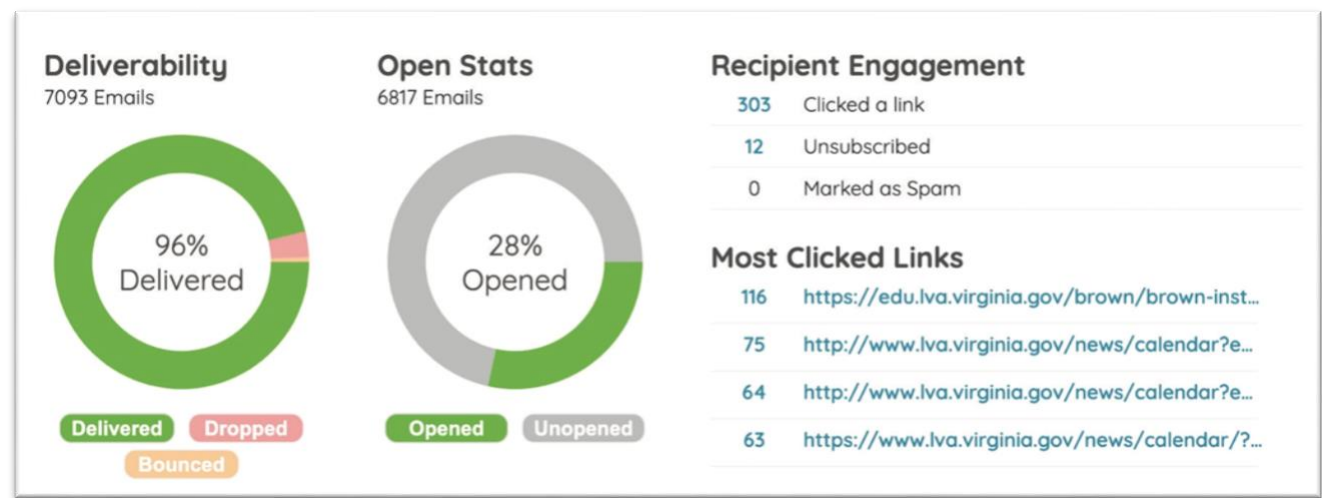 Deliverability
7093 Emails
96%
Delivered
Delivered
Dropped
Bounced
Open Stats
6817 Emails
28%
Opened
Opened
Unopened
Recipient Engagement
303 Clicked a link
12 Unsubscribed
0 Marked as Spam
Most Clicked Links
116 https://edu.lva.virginia.gov/brown/brown-inst...
75 http://www.lva.virginia.gov/news/calendar?e...
64 http://www.lva.virginia.gov/news/calendar?e...
63 https://www.lva.virginia.gov/news/calendar/?...